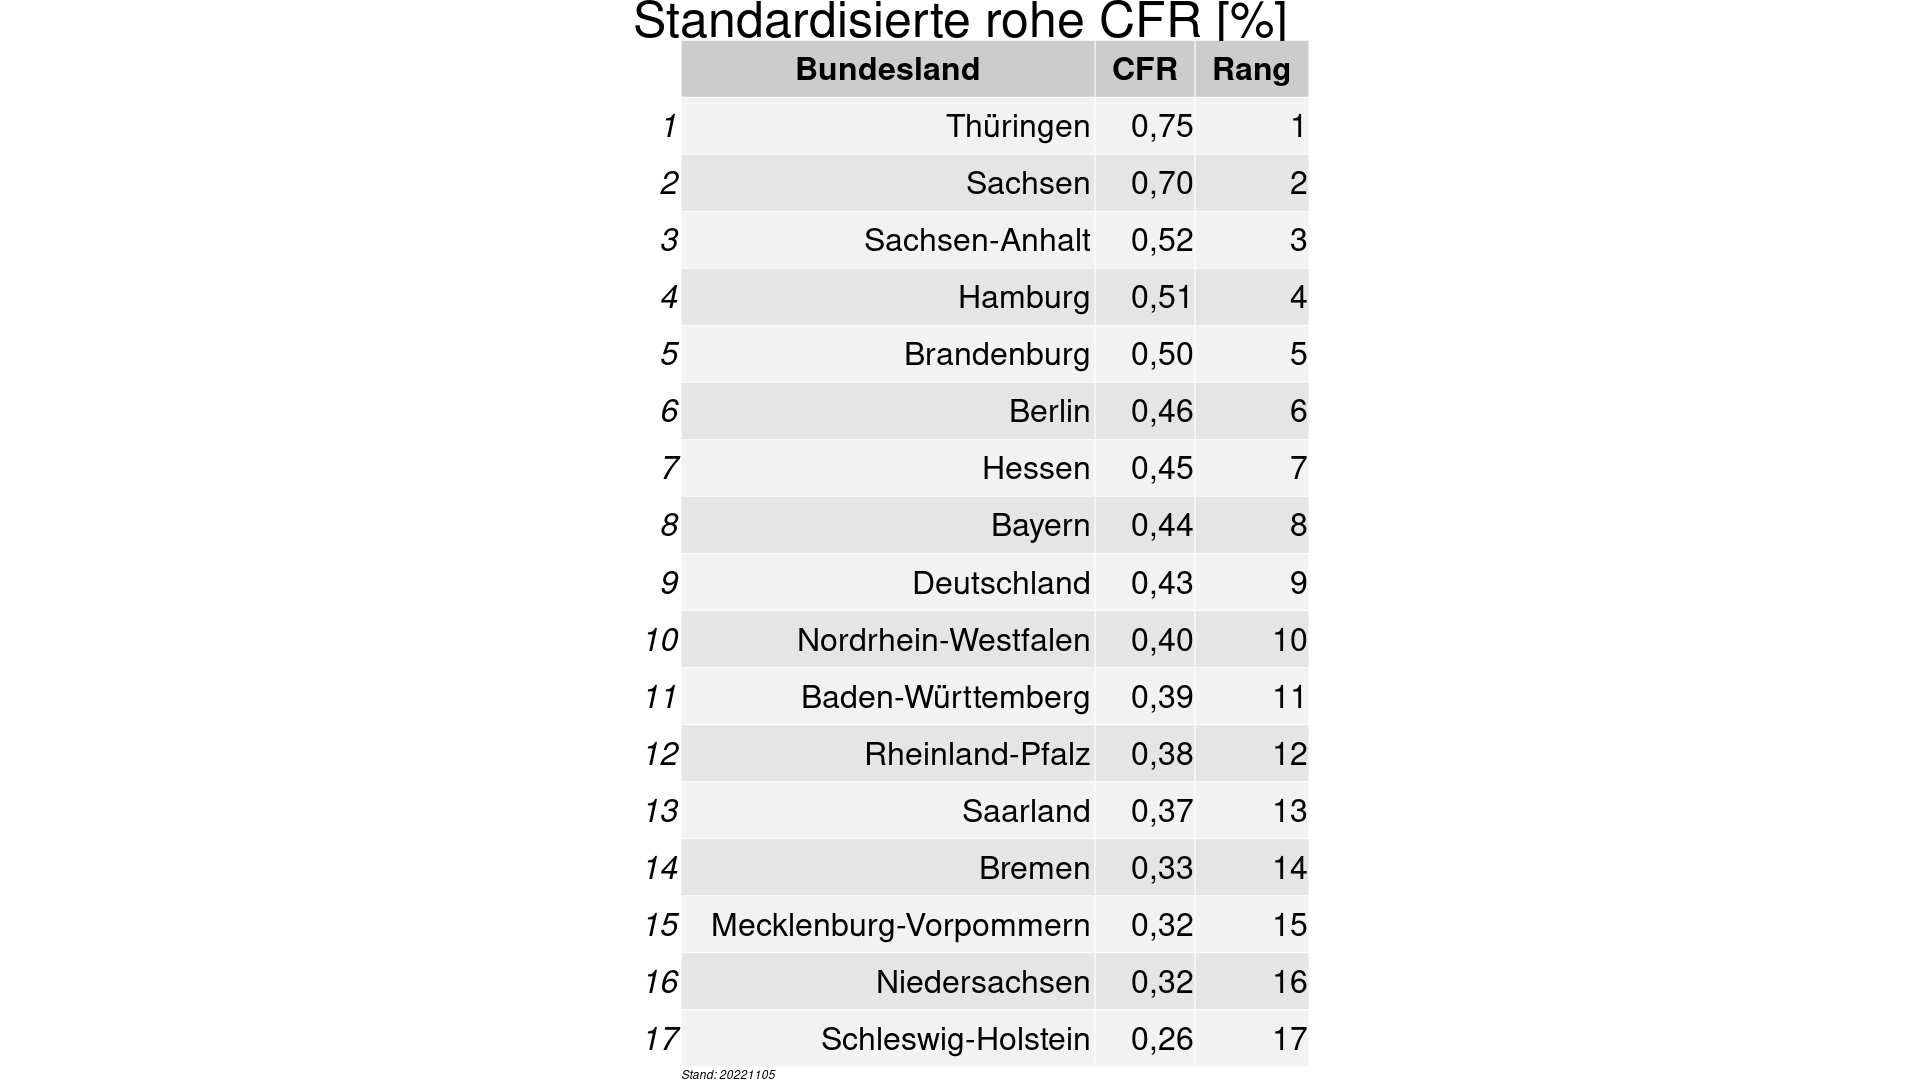 Standardisierte rohe CFR [%]
Bundesland CFR Rang
1 Thüringen 0,75 1
2 Sachsen 0,70 2
3 Sachsen-Anhalt 0,52 3
4 Hamburg 0,51 4
5 Brandenburg 0,50 5
6 Berlin 0,46 6
7 Hessen 0,45 7
8 Bayern 0,44 8
9 Deutschland 0,43 9
10 Nordrhein-Westfalen 0,40 10
11 Baden-Württemberg 0,39 11
12 Rheinland-Pfalz 0,38 12
13 Saarland 0,37 13
14 Bremen 0,33 14
15 Mecklenburg-Vorpommern 0,32 15
16 Niedersachsen 0,32 16
17 Schleswig-Holstein 0,26 17
Stand: 20221105